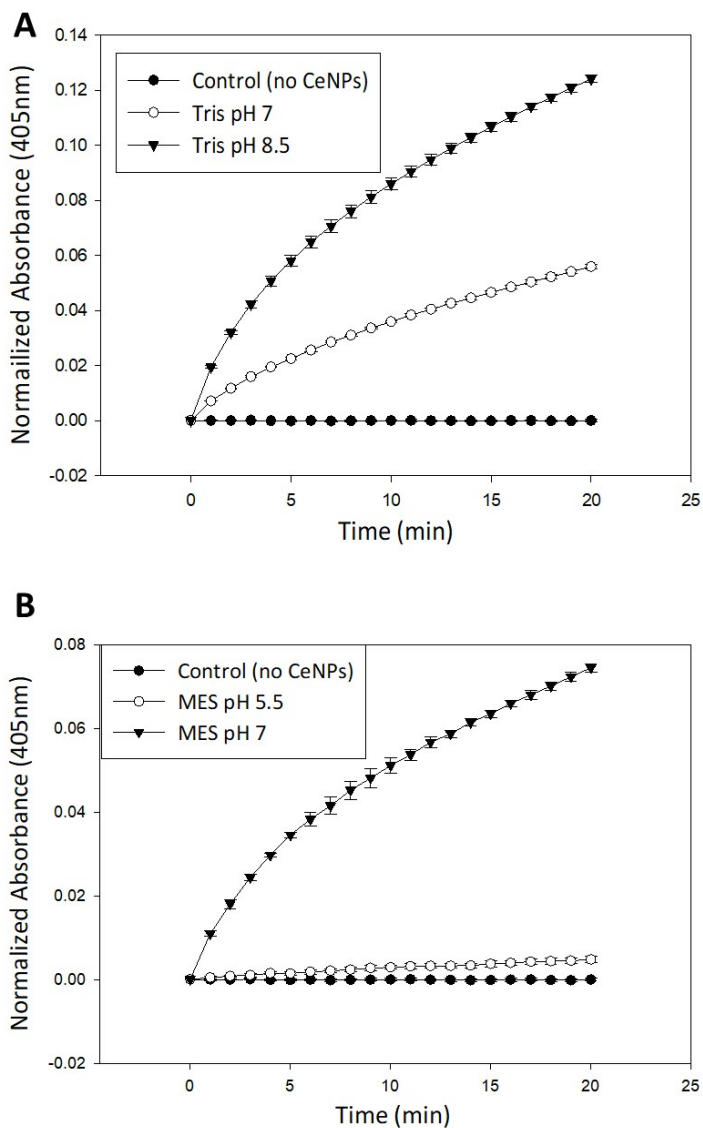 A
0.14
0.12
0.10
0.08
0.06
0.04
0.02
0.00
-0.02
Normailized Absorbance (405nm)
Control (no CeNPs)
Tris pH 7
Tris pH 8.5
0 5 10 15 20 25
Time (min)
B
0.08
0.06
0.04
0.02
0.00
-0.02
Normalized Absorbance (405nm)
Control (no CeNPs)
MES pH 5.5
MES pH 7
0 5 10 15 20 25
Time (min)